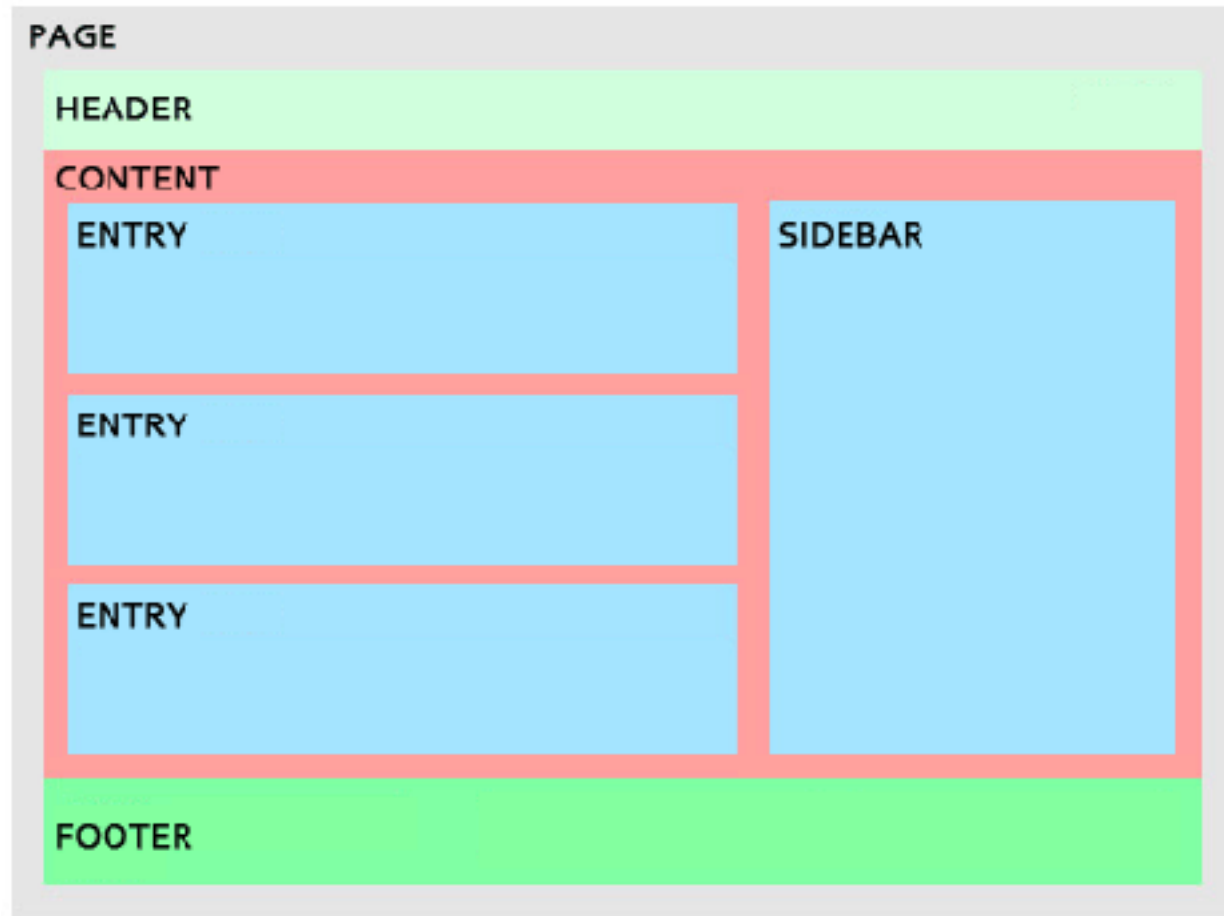 PAGE
HEADER
CONTENT
ENTRY
SIDEBAR
ENTRY
ENTRY
FOOTER